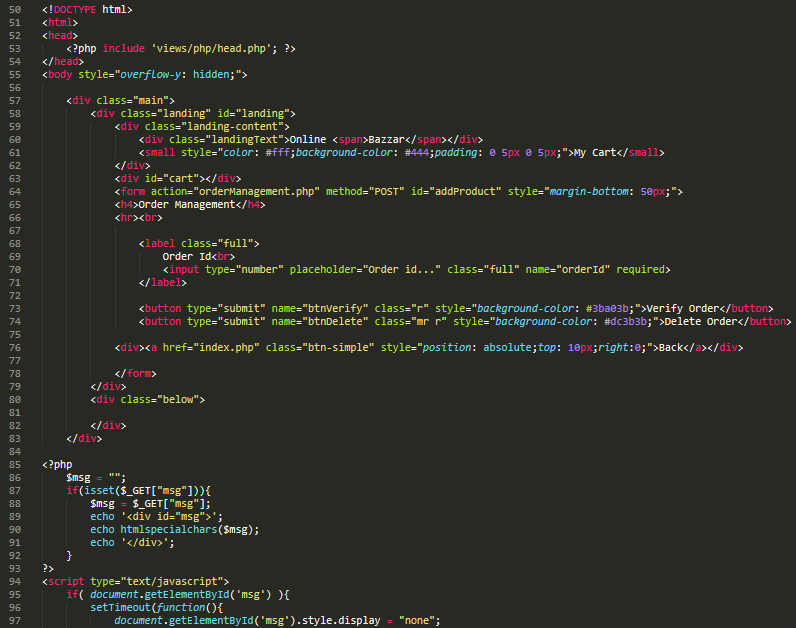 50 <!DOCTYPE html>
51 <html>
52 <head>
53     <?php include 'views/php/head.php'; ?>
54 </head>
55 <body style="overflow-y: hidden;">
56
57     <div class="main">
58         <div class="landing" id="landing">
59             <div class="landing-content">
60                 <div class="landingText">Online <span>Bazzar</span></div>
61                 <small style="color: #fff;background-color: #444;padding: 0 5px 0 5px;">My Cart</small>
62             </div>
63             <div id="cart"></div>
64             <form action="orderManagement.php" method="POST" id="addProduct" style="margin-bottom: 50px;">
65             <h4>Order Management</h4>
66             <hr><br>
67
68                 <label class="full">
69                     Order Id<br>
70                     <input type="number" placeholder="Order id..." class="full" name="orderId" required>
71                 </label>
72
73                 <button type="submit" name="btnVerify" class="r" style="background-color: #3ba03b;">Verify Order</button>
74                 <button type="submit" name="btnDelete" class="mr r" style="background-color: #dc3b3b;">Delete Order</button>
75
76             <div><a href="index.php" class="btn-simple" style="position: absolute;top: 10px;right:0;">Back</a></div>
77
78             </form>
79         </div>
80         <div class="below">
81
82         </div>
83     </div>
84
85 <?php
86     $msg = "";
87     if(isset($_GET["msg"])){
88         $msg = $_GET["msg"];
89         echo '<div id="msg">';
90         echo htmlspecialchars($msg);
91         echo '</div>';
92     }
93 ?>
94 <script type="text/javascript">
95     if( document.getElementById('msg') ){
96         setTimeout(function(){
97             document.getElementById('msg').style.display = "none";